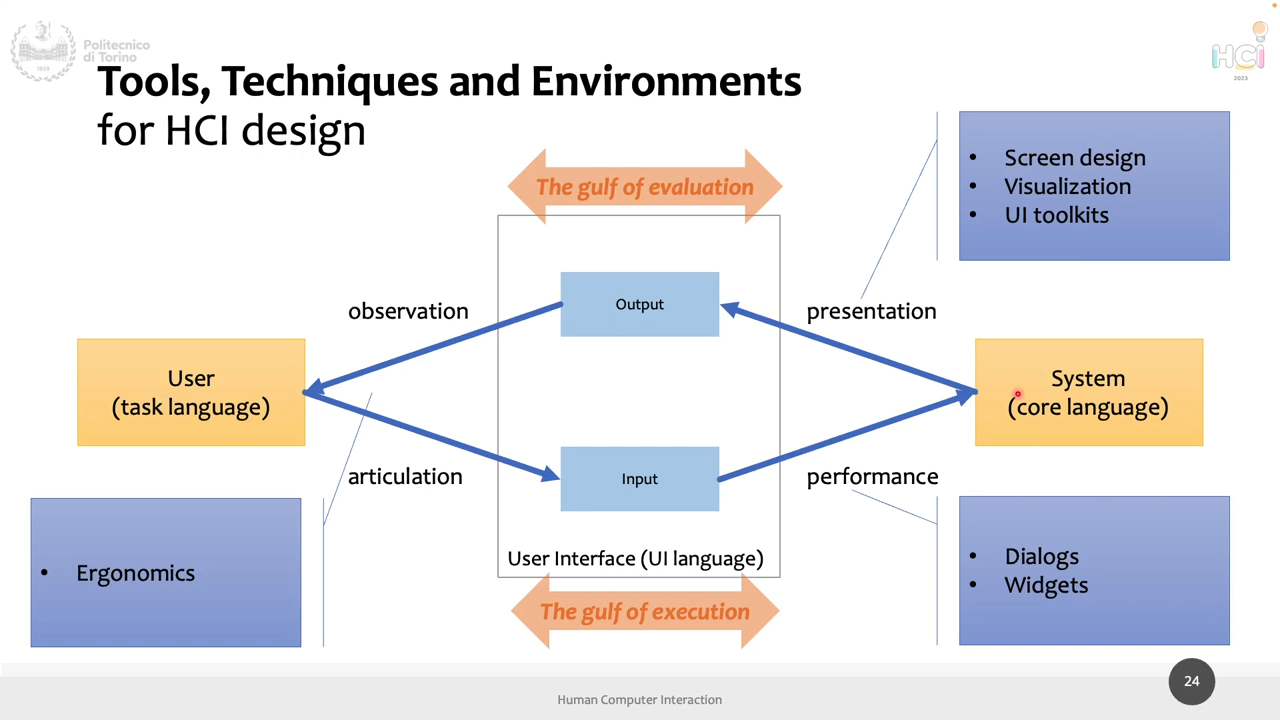 Politecnico
di Torino
1859
HCI
2023
Tools, Techniques and Environments
for HCI design
The gulf of evaluation
• Screen design
• Visualization
• UI toolkits
observation
Output
presentation
User
(task language)
System
(core language)
articulation
Input
performance
User Interface (UI language)
• Ergonomics
• Dialogs
• Widgets
The gulf of execution
24
Human Computer Interaction